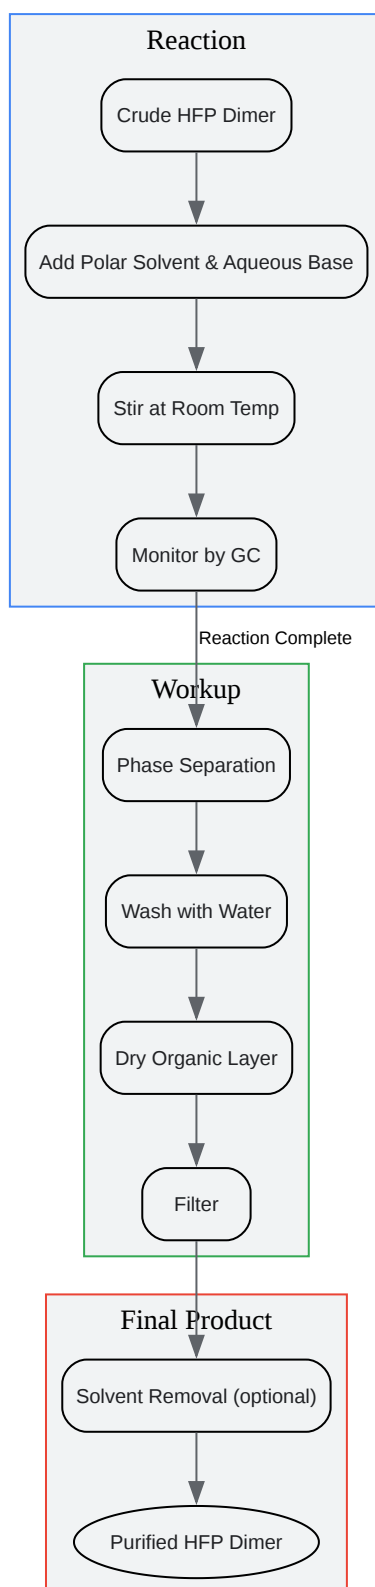 Reaction
Crude HFP Dimer
Add Polar Solvent & Aqueous Base
Stir at Room Temp
Monitor by GC
Reaction Complete
Workup
Phase Separation
Wash with Water
Dry Organic Layer
Filter
Final Product
Solvent Removal (optional)
Purified HFP Dimer